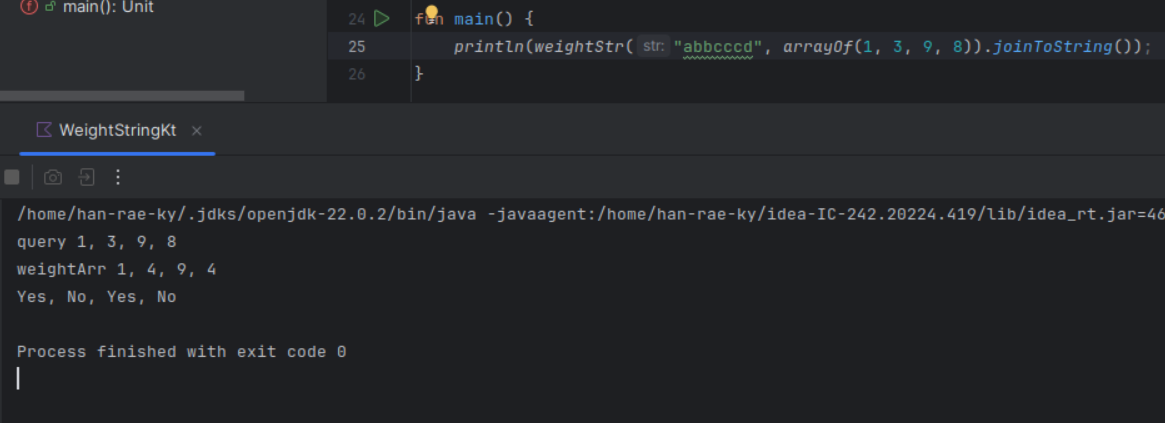 main(): Unit
24 fun main() {
25 println(weightStr( str: "abbcccd", arrayOf(1, 3, 9, 8)).joinToString());
26 }
WeightStringKt
/home/han-rae-ky/.jdks/openjdk-22.0.2/bin/java -javaagent:/home/han-rae-ky/idea-IC-242.20224.419/lib/idea_rt.jar=46
query 1, 3, 9, 8
weightArr 1, 4, 9, 4
Yes, No, Yes, No
Process finished with exit code 0